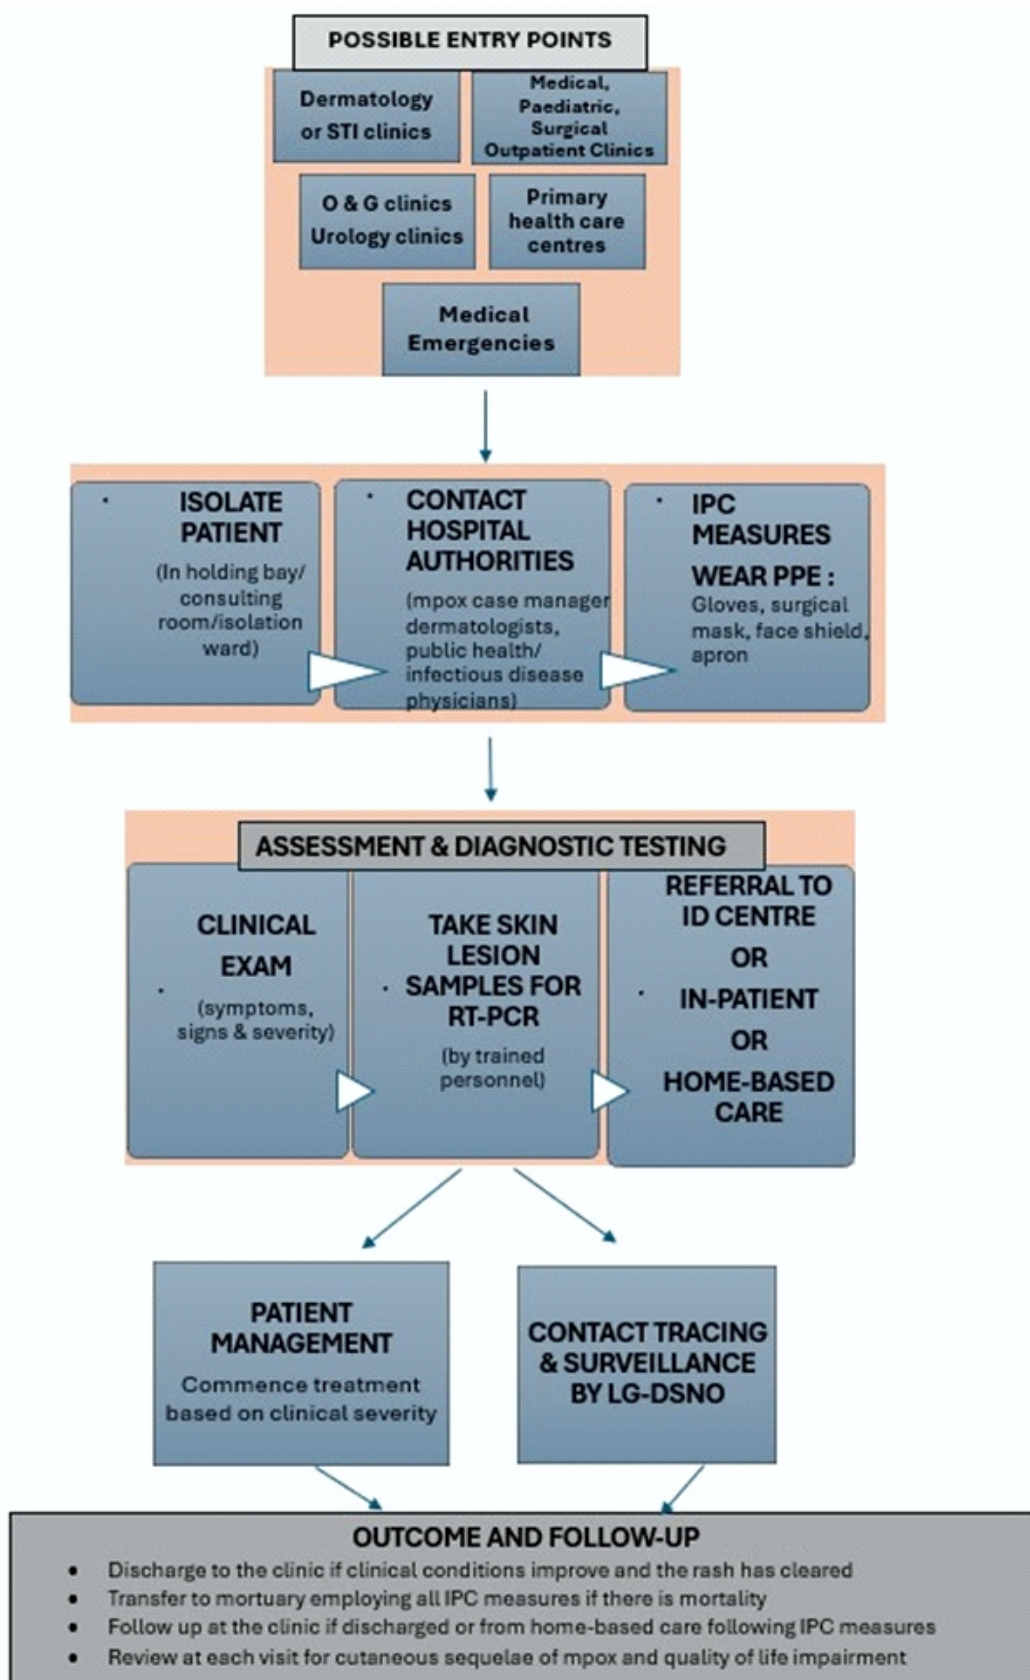 POSSIBLE ENTRY POINTS
Dermatology
or STI clinics
Medical,
Paediatric,
Surgical
Outpatient Clinics
O & G clinics
Urology clinics
Primary
health care
centres
Medical
Emergencies
• ISOLATE
PATIENT
(In holding bay/
consulting
room/isolation
ward)
• CONTACT
HOSPITAL
AUTHORITIES
(mpox case manager
dermatologists,
public health/
infectious disease
physicians)
• IPC
MEASURES
WEAR PPE :
Gloves, surgical
mask, face shield,
apron
ASSESSMENT & DIAGNOSTIC TESTING
CLINICAL
EXAM
• (symptoms,
signs & severity)
TAKE SKIN
LESION
• SAMPLES FOR
RT-PCR
(by trained
personnel)
REFERRAL TO
ID CENTRE
OR
• IN-PATIENT
OR
HOME-BASED
CARE
PATIENT
MANAGEMENT
Commence treatment
based on clinical severity
CONTACT TRACING
& SURVEILLANCE
BY LG-DSNO
OUTCOME AND FOLLOW-UP
• Discharge to the clinic if clinical conditions improve and the rash has cleared
• Transfer to mortuary employing all IPC measures if there is mortality
• Follow up at the clinic if discharged or from home-based care following IPC measures
• Review at each visit for cutaneous sequelae of mpox and quality of life impairment